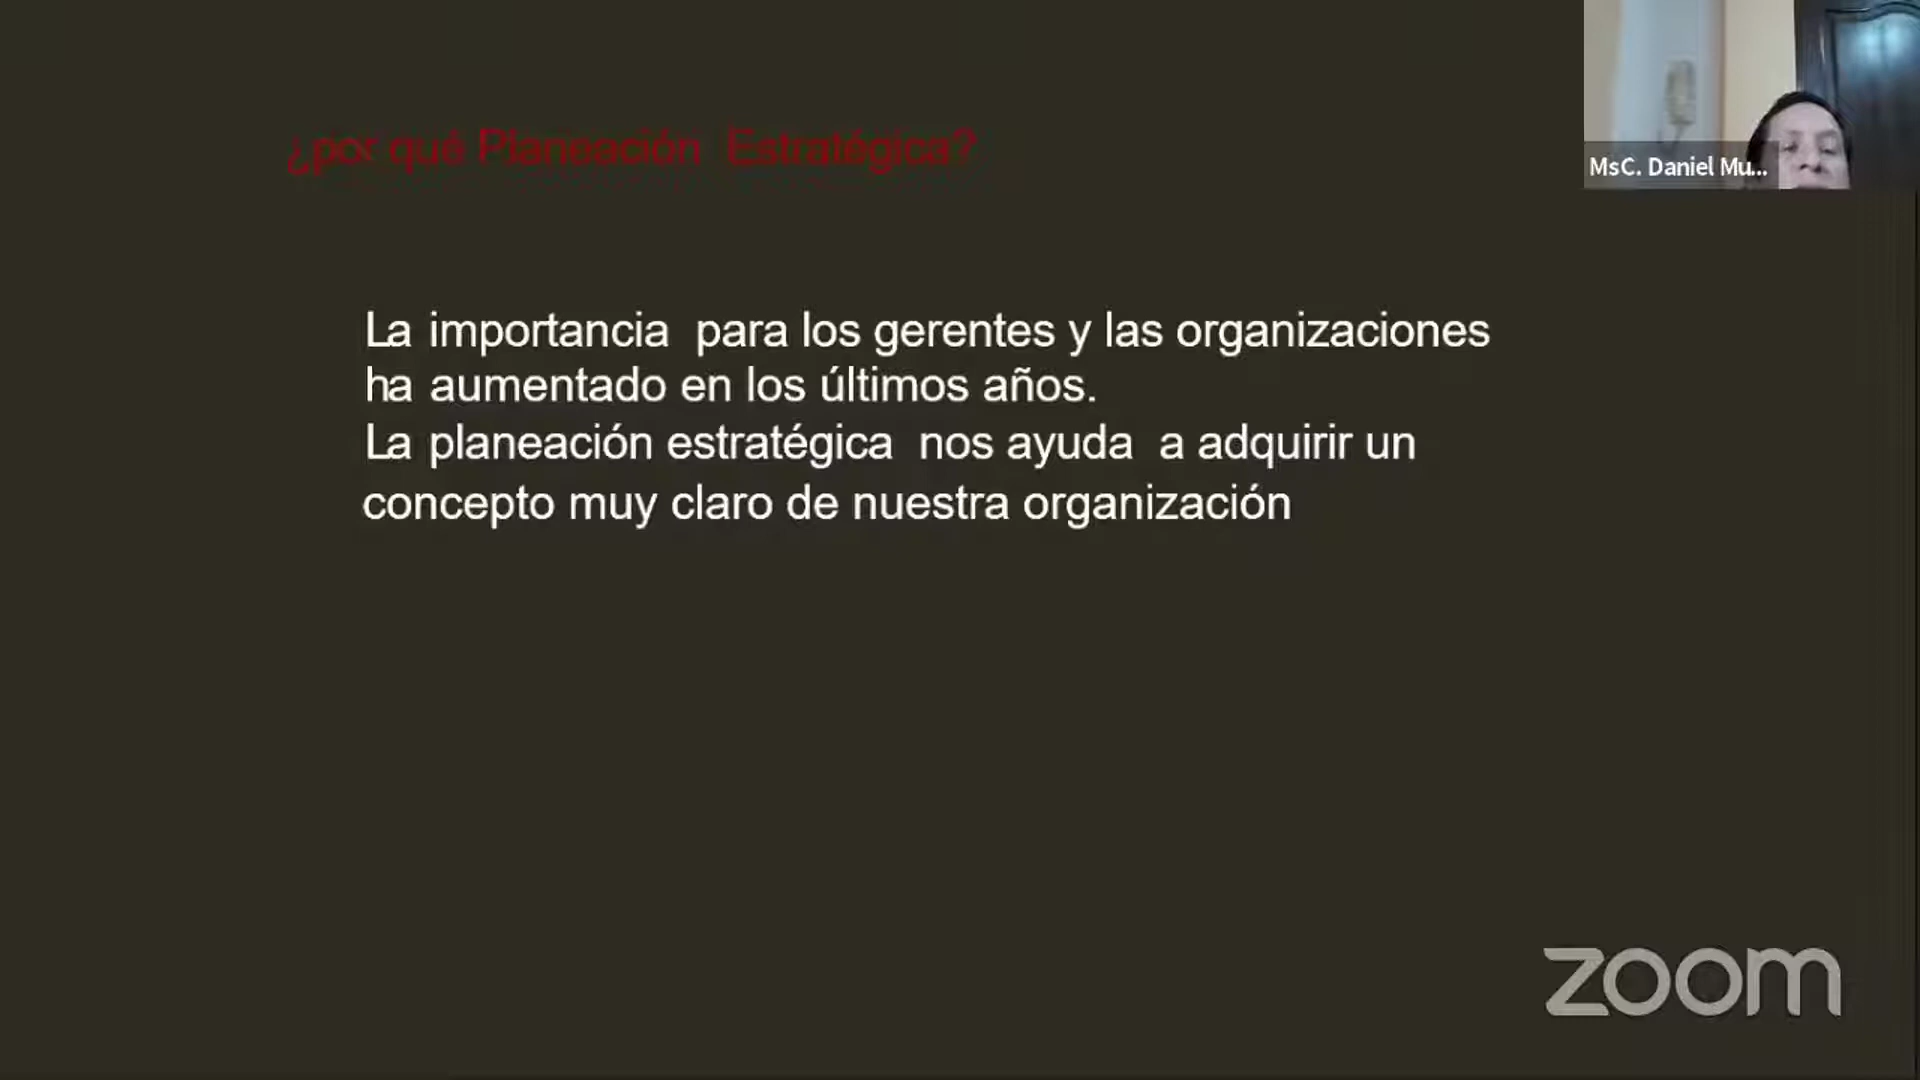 ¿por qué Planeación Estratégica?
MsC. Daniel Mu...
La importancia para los gerentes y las organizaciones
ha aumentado en los últimos años.
La planeación estratégica nos ayuda a adquirir un
concepto muy claro de nuestra organización
zoom